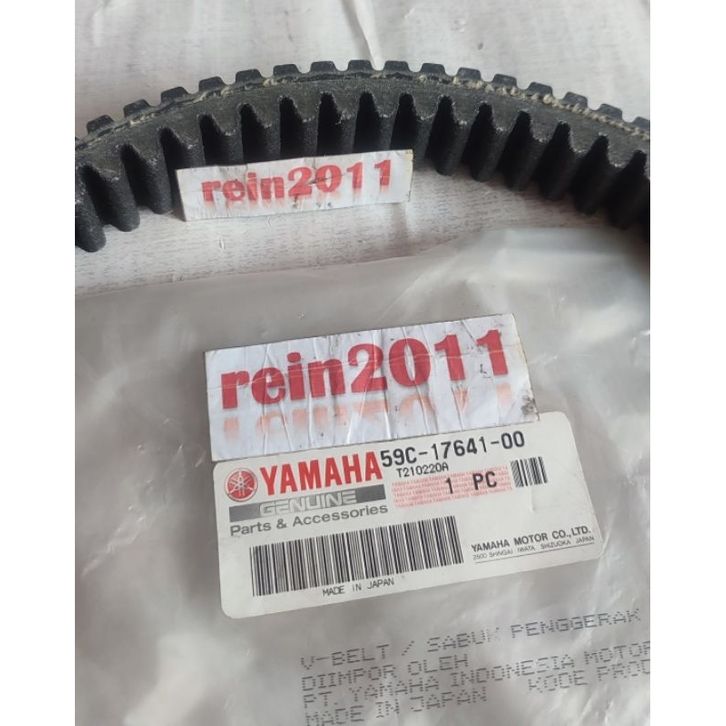 rein2011
rein2011
YAMAHA
59C-17641-00
T210220A
GENUINE
1 PC
Parts & Accessories
YAMAHA MOTOR CO.,LTD.
2500 SHINGAI IWATA SHIZUOKA JAPAN
MADE IN JAPAN
V-BELT / SABUK PENGGERAK
DIIMPOR OLEH
PT. YAMAHA INDONESIA MOTOR
MADE IN JAPAN KODE PROD